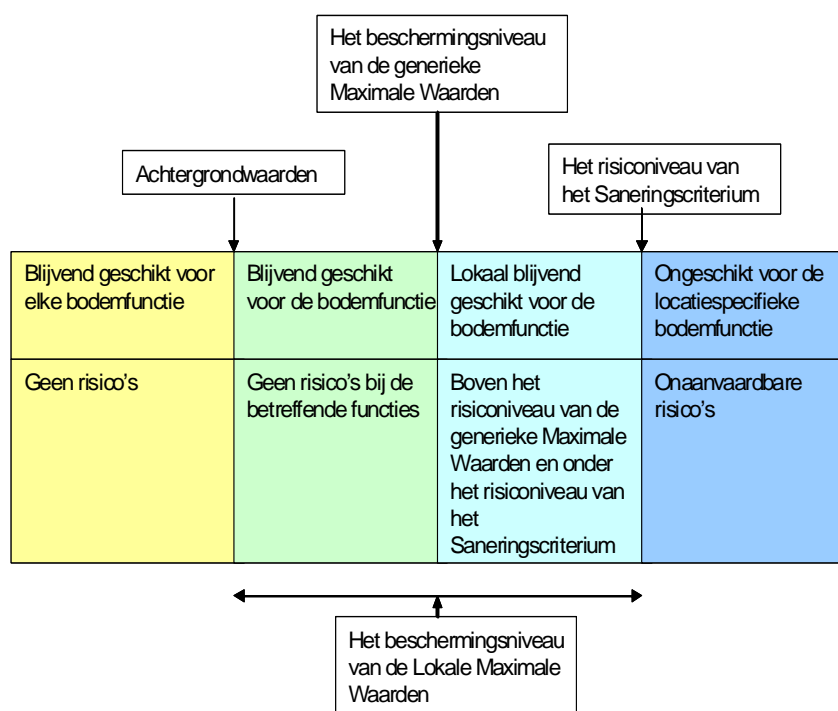 Het beschermingsniveau
van de generieke
Maximale Waarden
Achtergrondwaarden
Het risiconiveau van
het Saneringscriterium
Blijvend geschikt voor
elke bodemfunctie
Blijvend geschikt
voor de bodemfunctie
Lokaal blijvend
geschikt voor de
bodemfunctie
Ongeschikt voor de
locatiespecifieke
bodemfunctie
Geen risico's
Geen risico's bij de
betreffende functies
Boven het
risiconiveau van de
generieke Maximale
Waarden en onder
het risiconiveau van
het
Saneringscriterium
Onaanvaardbare
risico's
Het beschermingsniveau
van de Lokale Maximale
Waarden